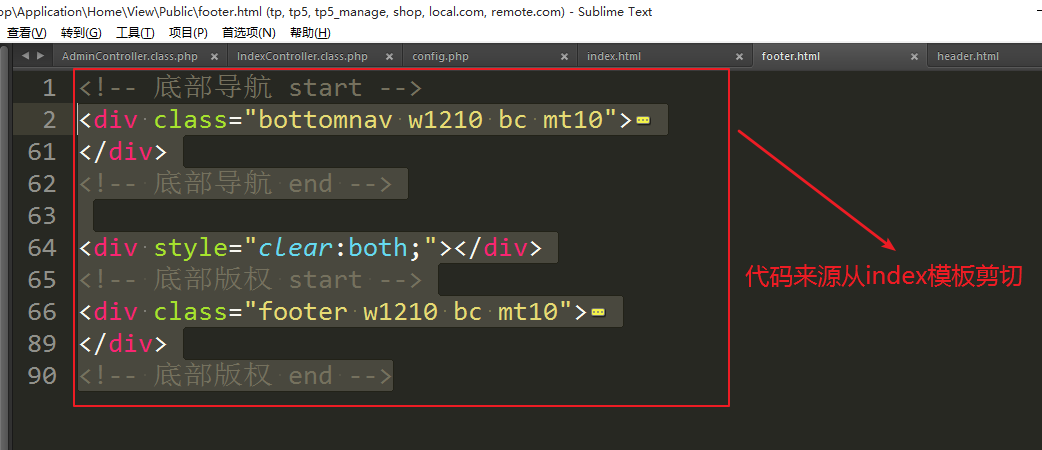 op\Application\Home\View\Public\footer.html (tp, tp5, tp5_manage, shop, local.com, remote.com) - Sublime Text
查看(V) 转到(G) 工具(T) 项目(P) 首选项(N) 帮助(H)
AdminController.class.php × IndexController.class.php × config.php × index.html × footer.html × header.html
1 <!-- 底部导航 start -->
2 <div class="bottomnav w1210 bc mt10">
61 </div>
62 <!-- 底部导航 end -->
63
64 <div style="clear:both;"></div>
65 <!-- 底部版权 start -->
66 <div class="footer w1210 bc mt10">
89 </div>
90 <!-- 底部版权 end -->
代码来源从index模板剪切